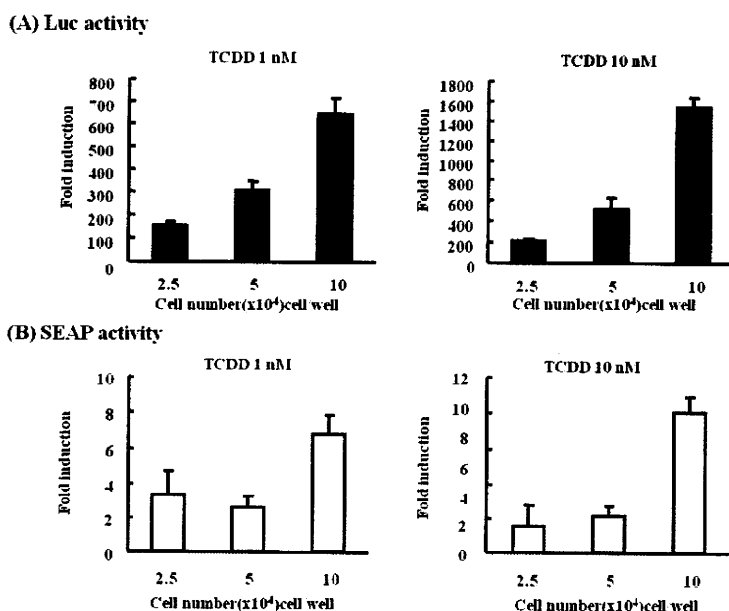 (A) Luc activity
TCDD 1 nM
Fold induction
800
700
600
500
400
300
200
100
0
2.5 5 10
Cell number(x10⁴)cell/well
TCDD 10 nM
Fold induction
1800
1600
1400
1200
1000
800
600
400
200
0
2.5 5 10
Cell number(x10⁴)cell/well
(B) SEAP activity
TCDD 1 nM
Fold induction
10
8
6
4
2
0
2.5 5 10
Cell number(x10⁴)cell/well
TCDD 10 nM
Fold induction
12
10
8
6
4
2
0
2.5 5 10
Cell number(x10⁴)cell/well